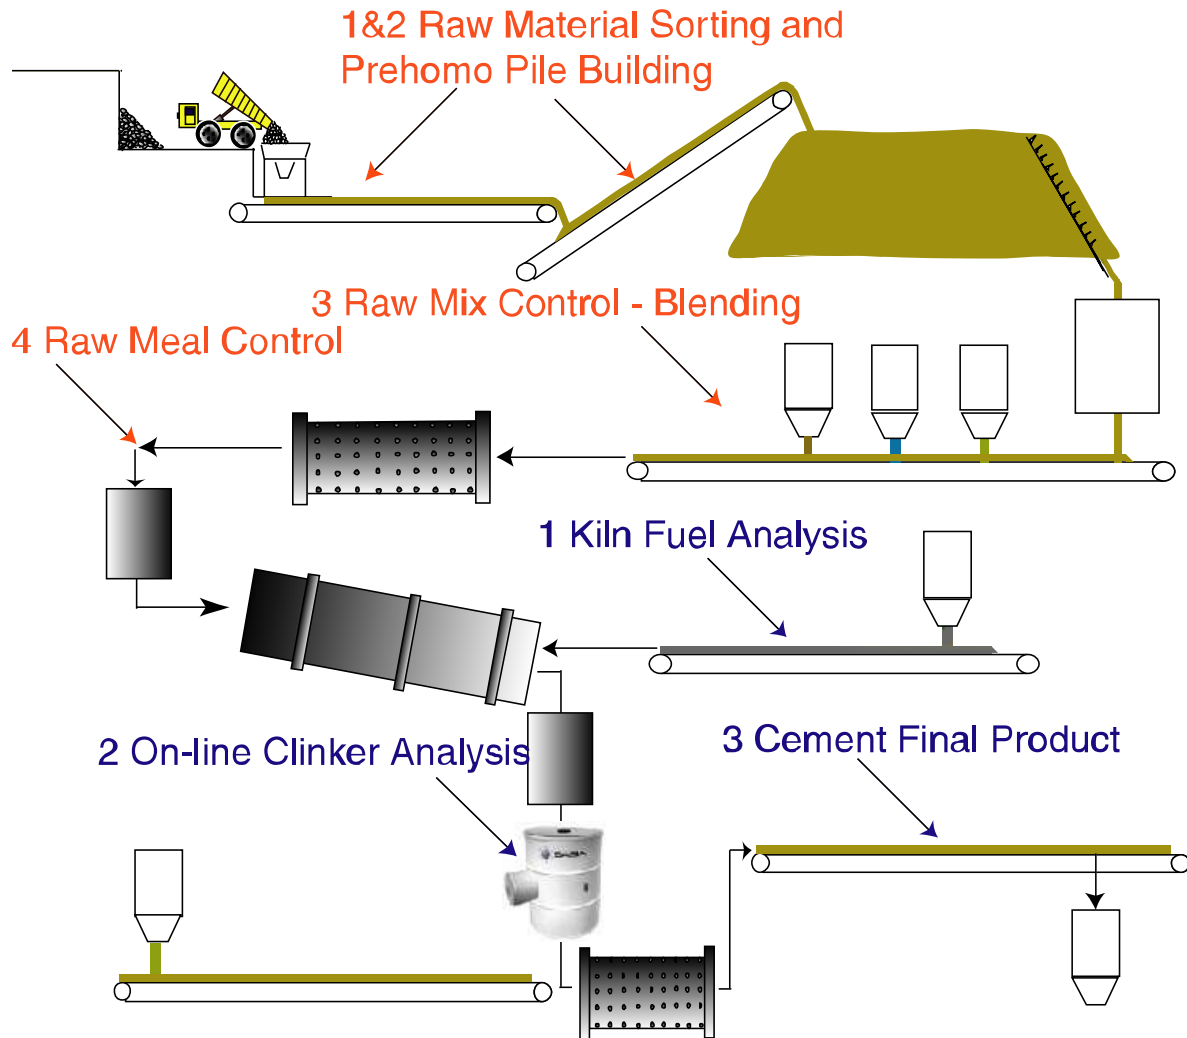 1&2 Raw Material Sorting and
Prehomo Pile Building
3 Raw Mix Control - Blending
4 Raw Meal Control
1 Kiln Fuel Analysis
2 On-line Clinker Analysis
3 Cement Final Product